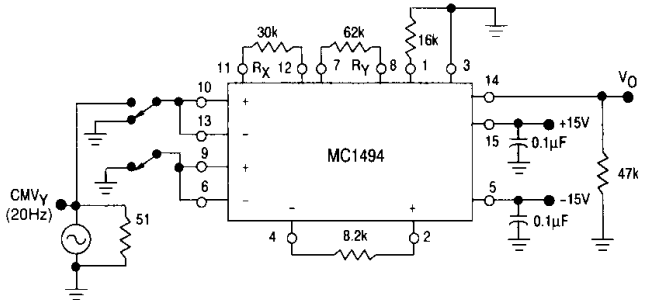 30k
62k
16k
11
RX
12
7
RY
8
1
3
10
14
VO
+
13
–
15
+15V
0.1µF
9
+
MC1494
47k
6
–
5
–15V
0.1µF
CMVY
(20Hz)
51
–
+
4
8.2k
2